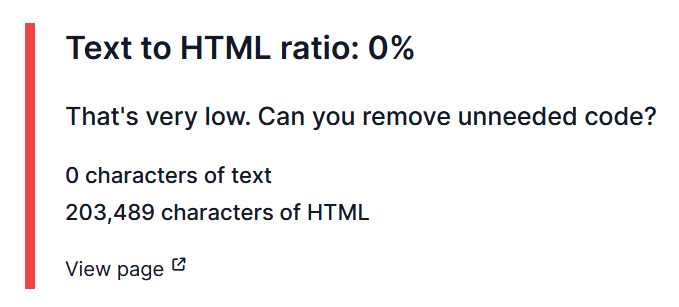 Text to HTML ratio: 0%
That's very low. Can you remove unneeded code?
0 characters of text
203,489 characters of HTML
View page